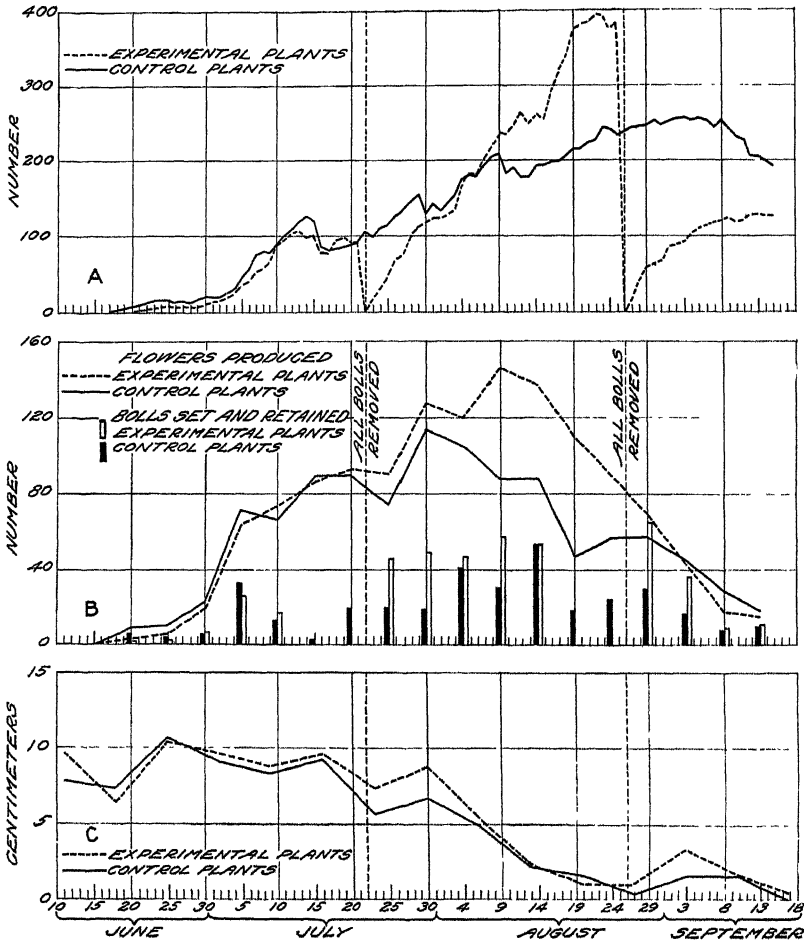 400
EXPERIMENTAL PLANTS
CONTROL PLANTS
300
NUMBER
200
100
A
0
160
FLOWERS PRODUCED
EXPERIMENTAL PLANTS
CONTROL PLANTS
120
BOLLS SET AND RETAINED
EXPERIMENTAL PLANTS
CONTROL PLANTS
ALL BOLLS
REMOVED
ALL BOLLS
REMOVED
NUMBER
80
40
B
0
15
CENTIMETERS
10
5
C
EXPERIMENTAL PLANTS
CONTROL PLANTS
0
10 15 20 25 30 5 10 15 20 25 30 4 9 14 19 24 29 3 8 13 18
JUNE JULY AUGUST SEPTEMBER